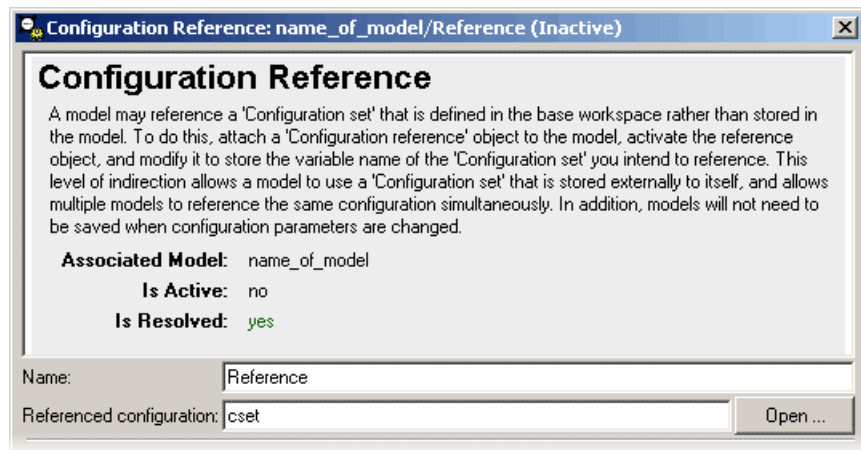 Configuration Reference: name_of_model/Reference (Inactive)
Configuration Reference
A model may reference a 'Configuration set' that is defined in the base workspace rather than stored in
the model. To do this, attach a 'Configuration reference' object to the model, activate the reference
object, and modify it to store the variable name of the 'Configuration set' you intend to reference. This
level of indirection allows a model to use a 'Configuration set' that is stored externally to itself, and allows
multiple models to reference the same configuration simultaneously. In addition, models will not need to
be saved when configuration parameters are changed.
Associated Model: name_of_model
Is Active: no
Is Resolved: yes
Name: Reference
Referenced configuration: cset Open ...